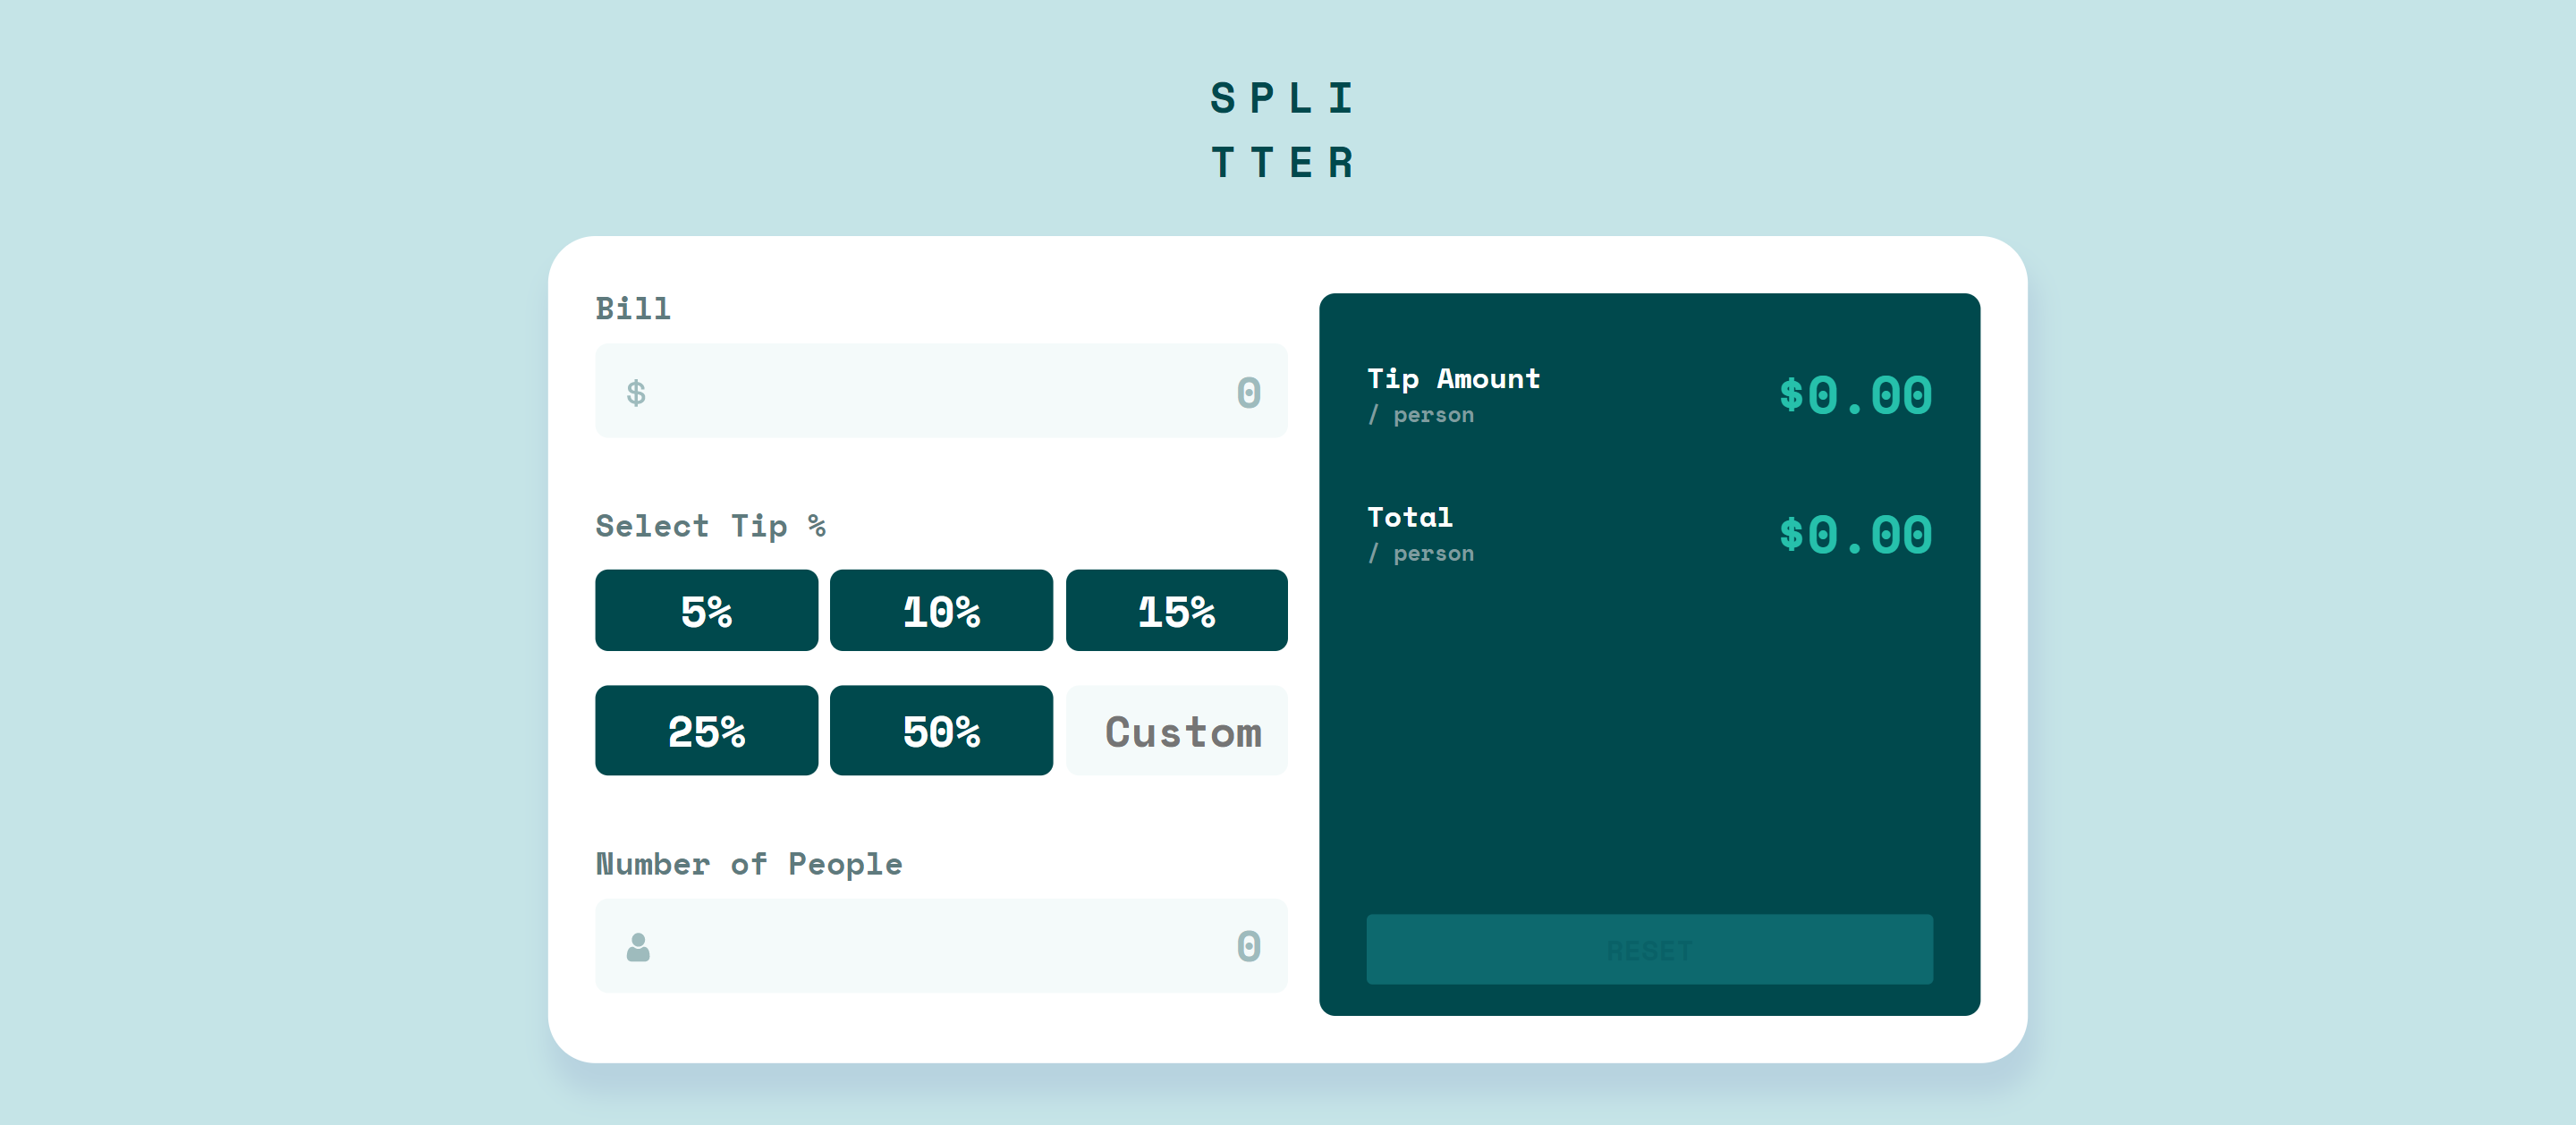 SPLI
TTER
Bill
$ 0
Select Tip %
5% 10% 15%
25% 50% Custom
Number of People
0
Tip Amount
/ person
$0.00
Total
/ person
$0.00
RESET